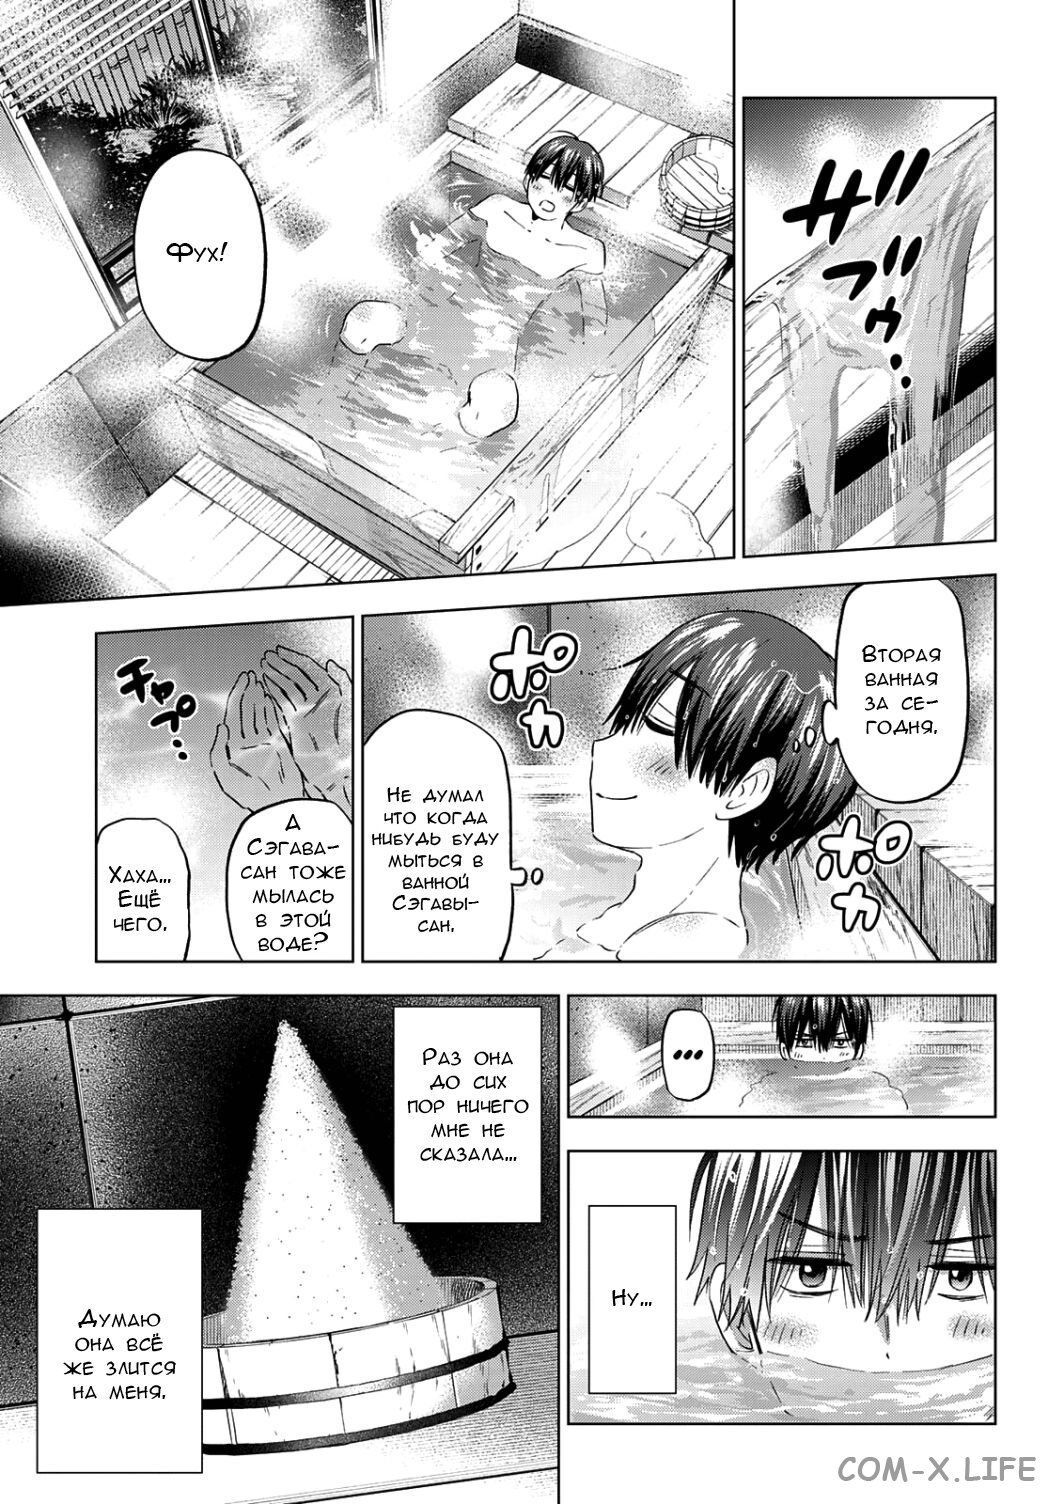 ザバッ
ブゥ…
Фух!
Вторая
ванная
за се-
годня.
ポカ
ポカ
Не думал
что когда
нибудь буду
мыться в
ванной
Сэгавы-
сан.
チャプ…
А
Сэгава-
сан тоже
мылась
в этой
воде?
Хаха...
Ещё
чего.
...
Ну...
Раз она
до сих
пор ничего
мне не
сказала...
Думаю
она всё
же злится
на меня.
COM-X.LIFE